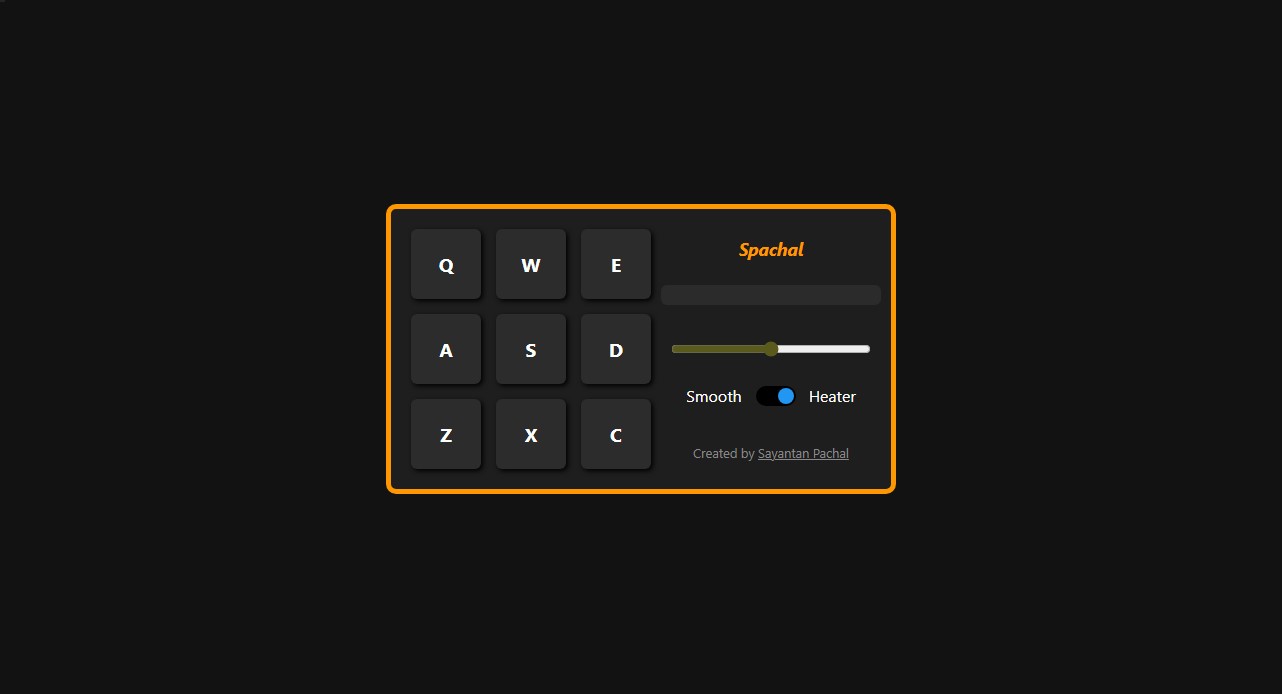 Q W E
A S D
Z X C
Spachal
Smooth Heater
Created by Sayantan Pachal